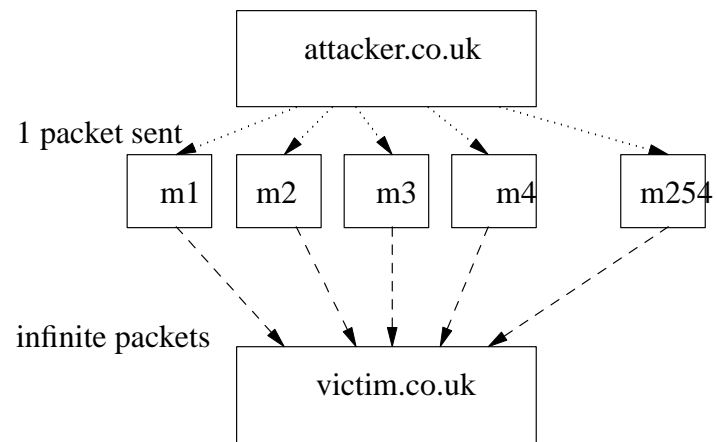 attacker.co.uk
1 packet sent
m1 m2 m3 m4 m254
infinite packets
victim.co.uk